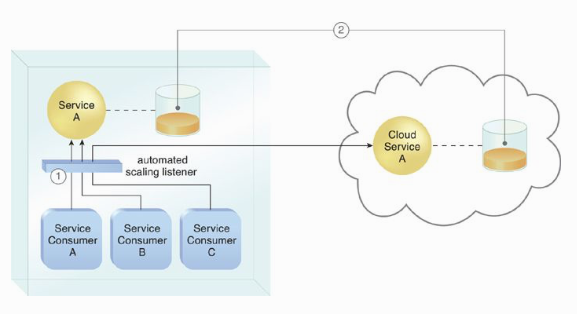 2
Service
A
Cloud
Service
A
automated
scaling listener
1
Service
Consumer
A
Service
Consumer
B
Service
Consumer
C